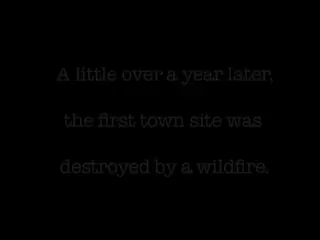 A little over a year later,
the first town site was
destroyed by a wildfire.